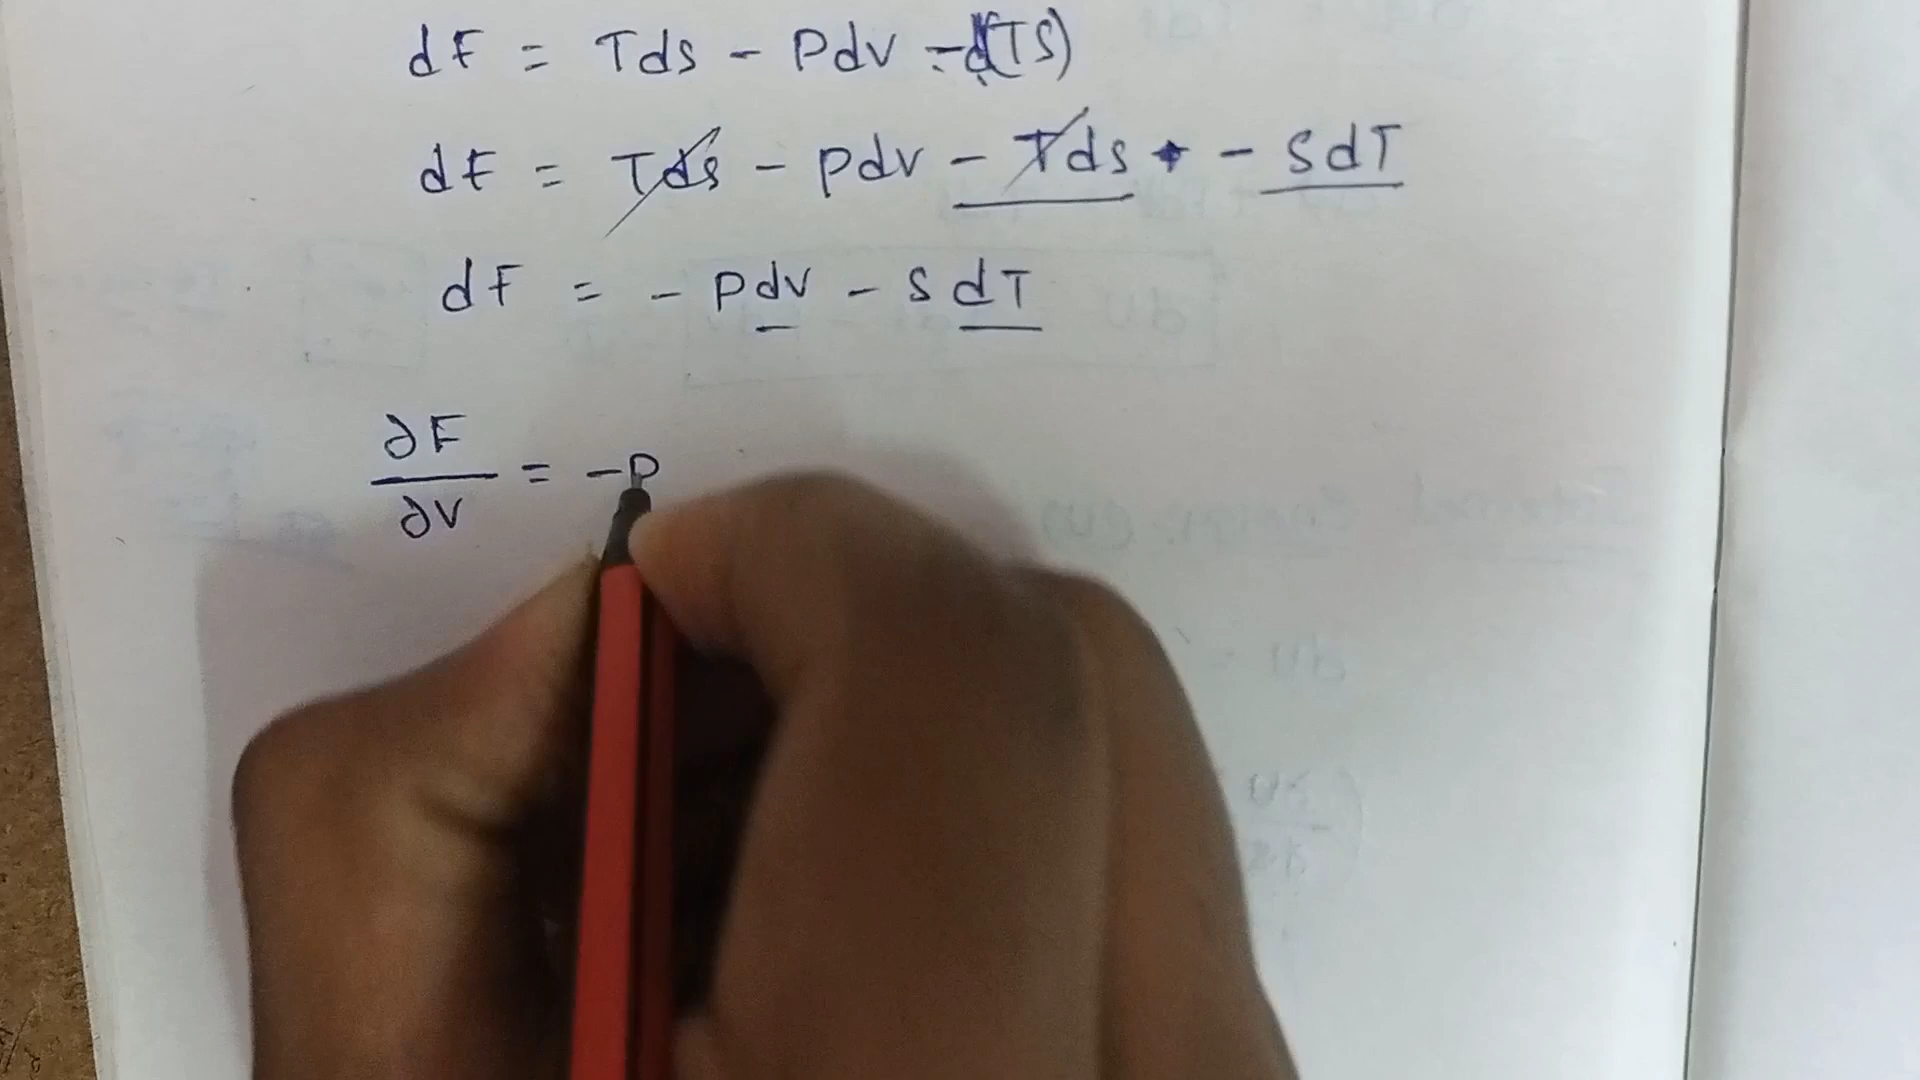 dF = Tds - Pdv - d(TS)
dF = Tds - Pdv - Tds - SdT
dF = - Pdv - SdT
∂F/∂V = -P